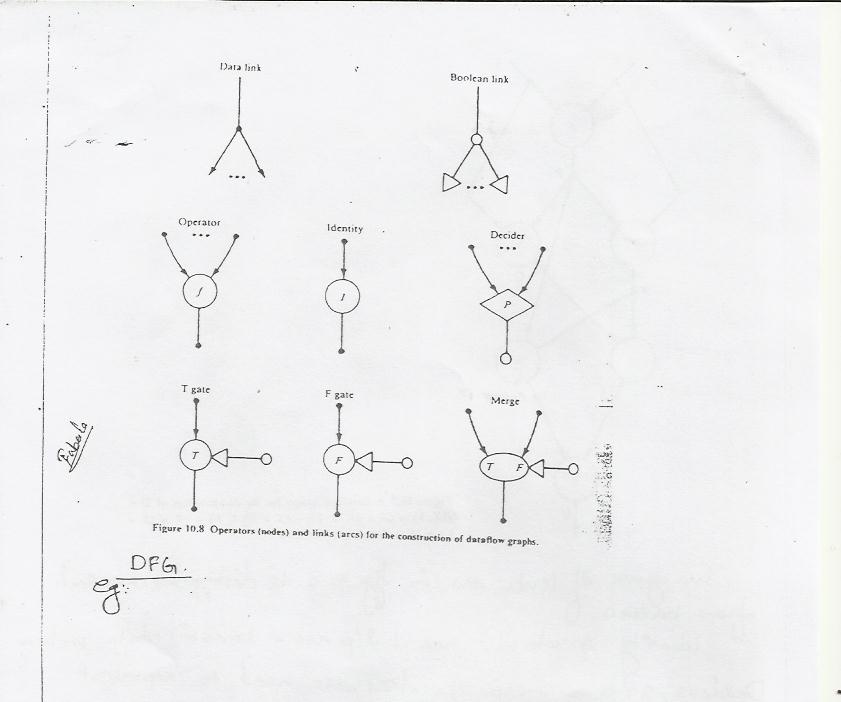 Data link
Boolean link
...
...
Operator
...
f
Identity
I
Decider
...
P
T gate
T
F gate
F
Merge
T F
Figure 10.8 Operators (nodes) and links (arcs) for the construction of dataflow graphs.
DFG.
eg: